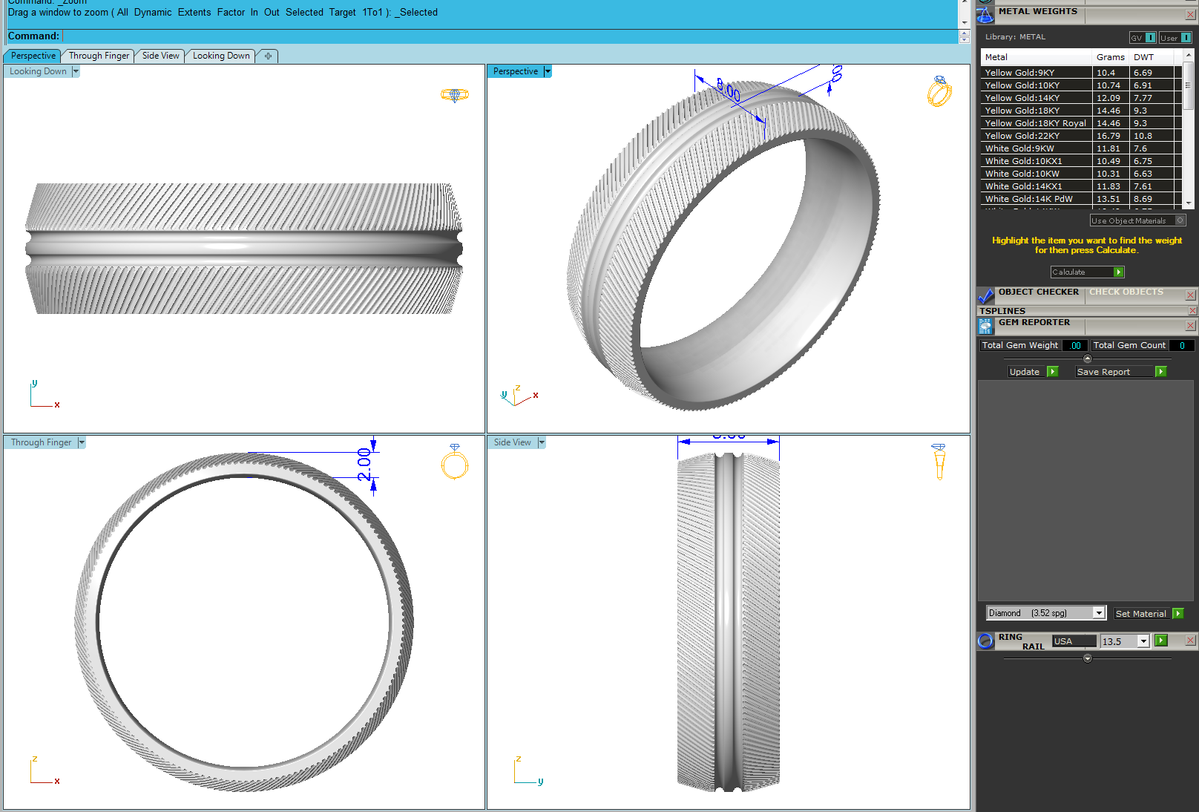 Command: _Zoom
Drag a window to zoom ( All Dynamic Extents Factor In Out Selected Target 1To1 ): _Selected
Command:
Perspective Through Finger Side View Looking Down
Looking Down
Perspective
8.00
y
x
y z x
Through Finger
2.00
z
x
Side View
z
y
METAL WEIGHTS
Library: METAL GV I User I
Metal Grams DWT
Yellow Gold:9KY 10.4 6.69
Yellow Gold:10KY 10.74 6.91
Yellow Gold:14KY 12.09 7.77
Yellow Gold:18KY 14.46 9.3
Yellow Gold:18KY Royal 14.46 9.3
Yellow Gold:22KY 16.79 10.8
White Gold:9KW 11.81 7.6
White Gold:10KX1 10.49 6.75
White Gold:10KW 10.31 6.63
White Gold:14KX1 11.83 7.61
White Gold:14K PdW 13.51 8.69
Use Object Materials
Highlight the item you want to find the weight
for then press Calculate.
Calculate
OBJECT CHECKER CHECK OBJECTS
TSPLINES
GEM REPORTER
Total Gem Weight .00 Total Gem Count 0
Update Save Report
Diamond (3.52 spg) Set Material
RING
RAIL USA 13.5